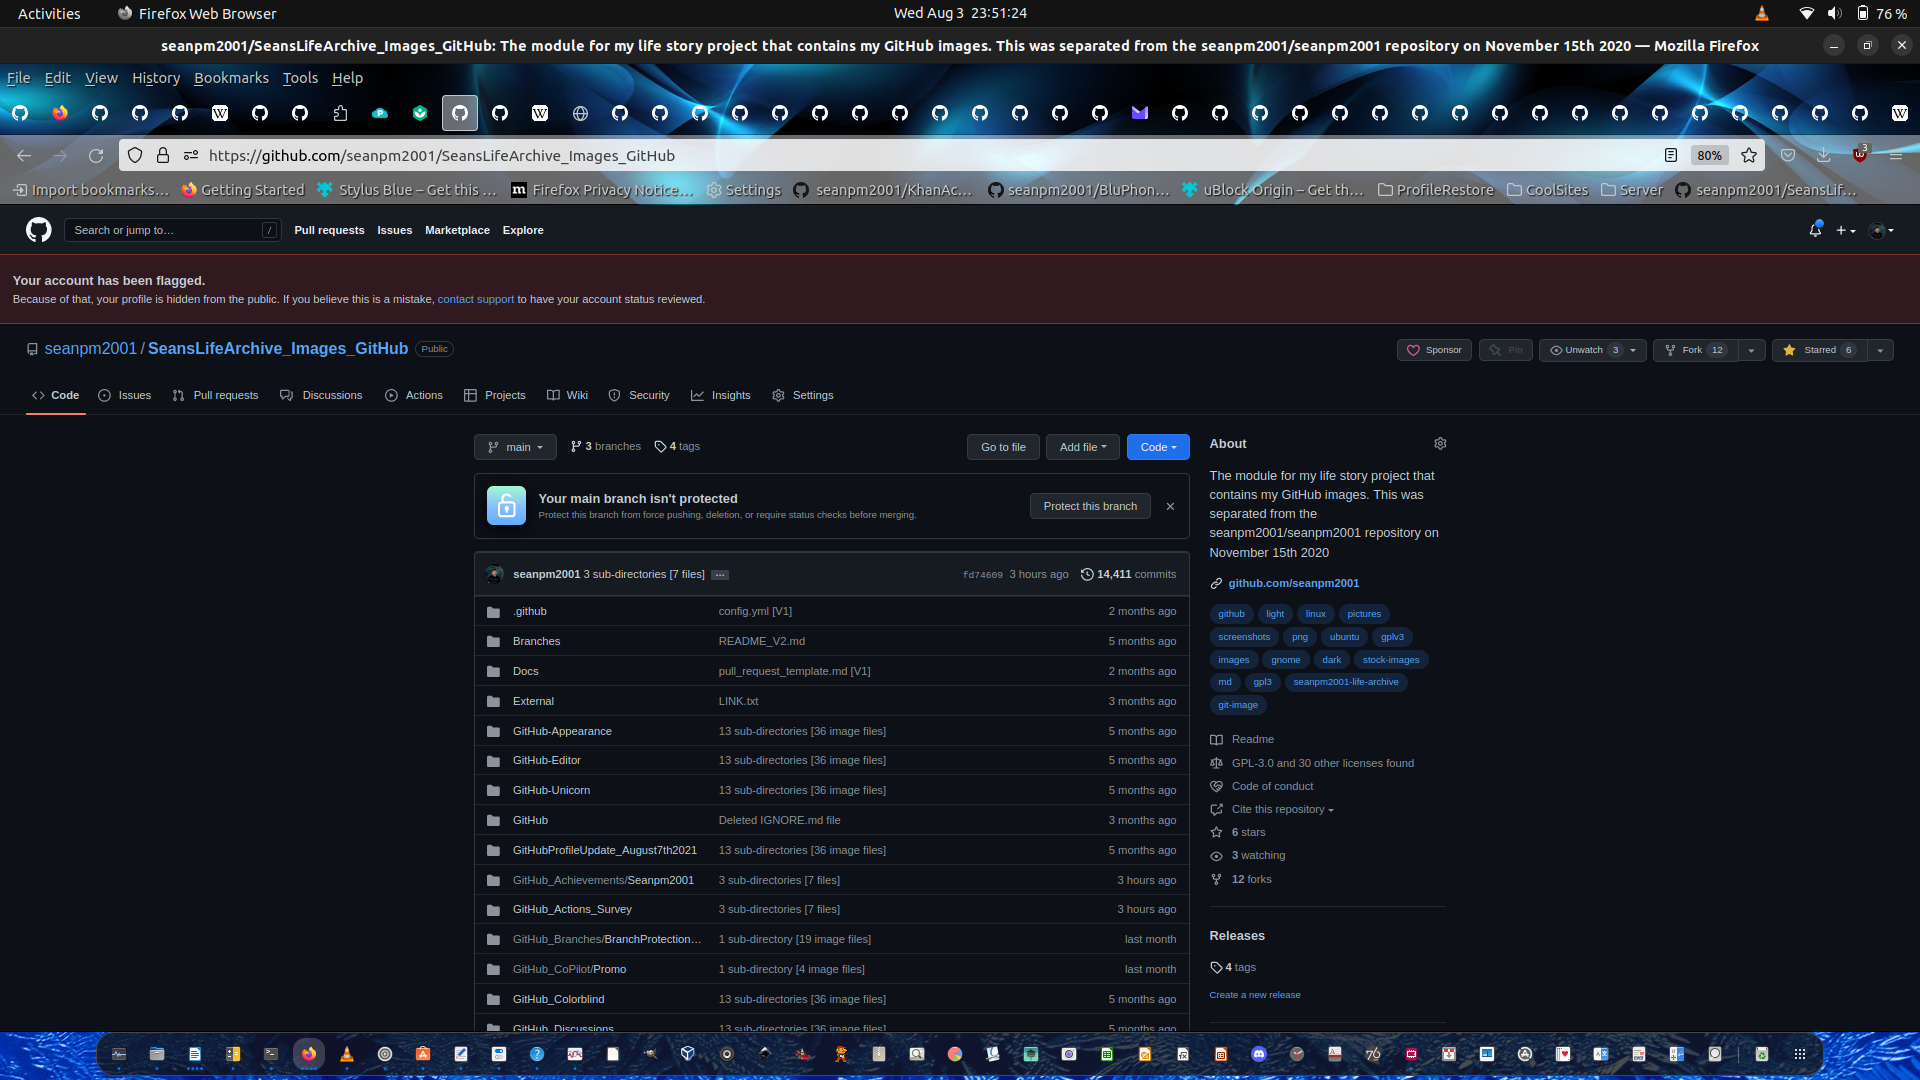 Activities Firefox Web Browser Wed Aug 3 23:51:24 76 %
seanpm2001/SeansLifeArchive_Images_GitHub: The module for my life story project that contains my GitHub images. This was separated from the seanpm2001/seanpm2001 repository on November 15th 2020 — Mozilla Firefox
File Edit View History Bookmarks Tools Help
https://github.com/seanpm2001/SeansLifeArchive_Images_GitHub 80% 3
Import bookmarks… Getting Started Stylus Blue – Get this … Firefox Privacy Notice… Settings seanpm2001/KhanAc… seanpm2001/BluPhon… uBlock Origin – Get th… ProfileRestore CoolSites Server seanpm2001/SeansLif…
Search or jump to… / Pull requests Issues Marketplace Explore
Your account has been flagged.
Because of that, your profile is hidden from the public. If you believe this is a mistake, contact support to have your account status reviewed.
seanpm2001 / SeansLifeArchive_Images_GitHub Public Sponsor Pin Unwatch 3 Fork 12 Starred 6
Code Issues Pull requests Discussions Actions Projects Wiki Security Insights Settings
main 3 branches 4 tags Go to file Add file Code
Your main branch isn't protected
Protect this branch from force pushing, deletion, or require status checks before merging.
Protect this branch
seanpm2001 3 sub-directories [7 files] … fd74609 3 hours ago 14,411 commits
.github config.yml [V1] 2 months ago
Branches README_V2.md 5 months ago
Docs pull_request_template.md [V1] 2 months ago
External LINK.txt 3 months ago
GitHub-Appearance 13 sub-directories [36 image files] 5 months ago
GitHub-Editor 13 sub-directories [36 image files] 5 months ago
GitHub-Unicorn 13 sub-directories [36 image files] 5 months ago
GitHub Deleted IGNORE.md file 3 months ago
GitHubProfileUpdate_August7th2021 13 sub-directories [36 image files] 5 months ago
GitHub_Achievements/Seanpm2001 3 sub-directories [7 files] 3 hours ago
GitHub_Actions_Survey 3 sub-directories [7 files] 3 hours ago
GitHub_Branches/BranchProtection… 1 sub-directory [19 image files] last month
GitHub_CoPilot/Promo 1 sub-directory [4 image files] last month
GitHub_Colorblind 13 sub-directories [36 image files] 5 months ago
GitHub_Discussions 13 sub-directories [36 image files] 5 months ago
About
The module for my life story project that
contains my GitHub images. This was
separated from the
seanpm2001/seanpm2001 repository on
November 15th 2020
github.com/seanpm2001
github light linux pictures
screenshots png ubuntu gplv3
images gnome dark stock-images
md gpl3 seanpm2001-life-archive
git-image
Readme
GPL-3.0 and 30 other licenses found
Code of conduct
Cite this repository
6 stars
3 watching
12 forks
Releases
4 tags
Create a new release